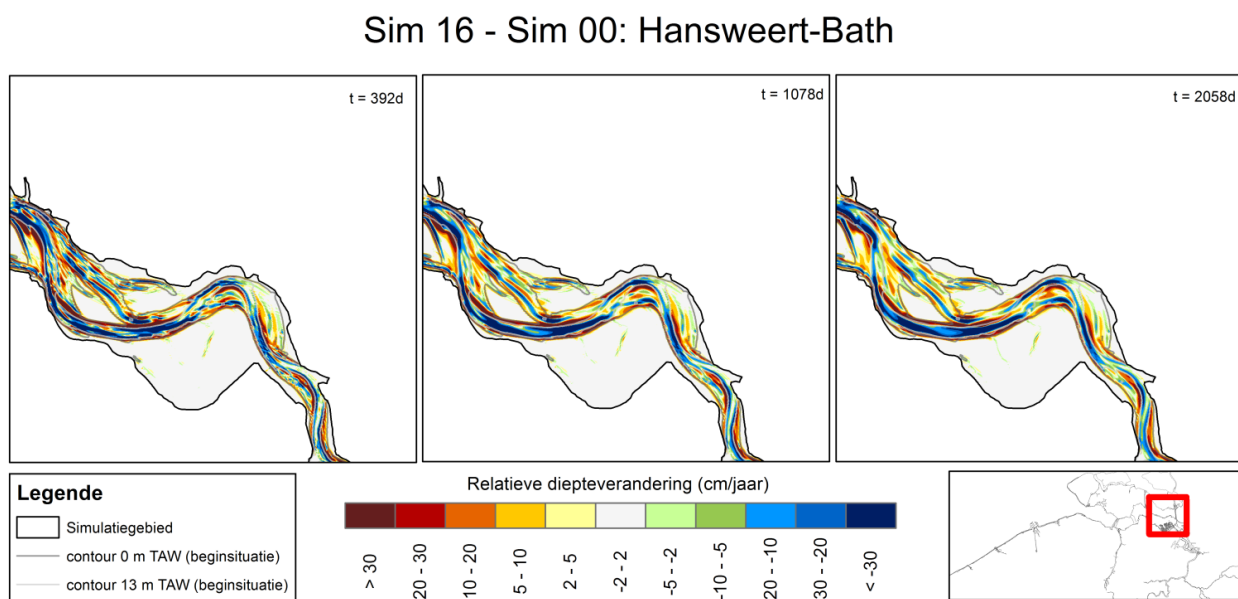 Sim 16 - Sim 00: Hansweert-Bath
t = 392d
t = 1078d
t = 2058d
Legende
Simulatiegebied
contour 0 m TAW (beginsituatie)
contour 13 m TAW (beginsituatie)
Relatieve diepteverandering (cm/jaar)
> 30
20 - 30
10 - 20
5 - 10
2 - 5
-2 - 2
-5 - -2
-10 - -5
20 - -10
30 - -20
< -30